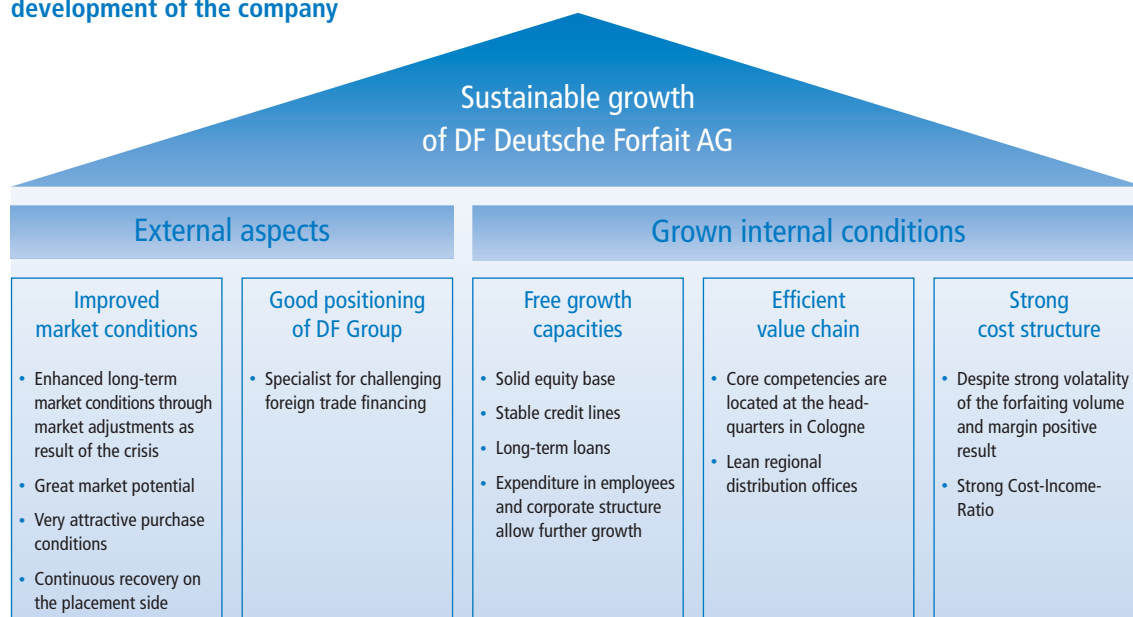 development of the company
Sustainable growth
of DF Deutsche Forfait AG
External aspects
Grown internal conditions
Improved
market conditions
• Enhanced long-term
market conditions through
market adjustments as
result of the crisis
• Great market potential
• Very attractive purchase
conditions
• Continuous recovery on
the placement side
Good positioning
of DF Group
• Specialist for challenging
foreign trade financing
Free growth
capacities
• Solid equity base
• Stable credit lines
• Long-term loans
• Expenditure in employees
and corporate structure
allow further growth
Efficient
value chain
• Core competencies are
located at the head-
quarters in Cologne
• Lean regional
distribution offices
Strong
cost structure
• Despite strong volatality
of the forfaiting volume
and margin positive
result
• Strong Cost-Income-
Ratio